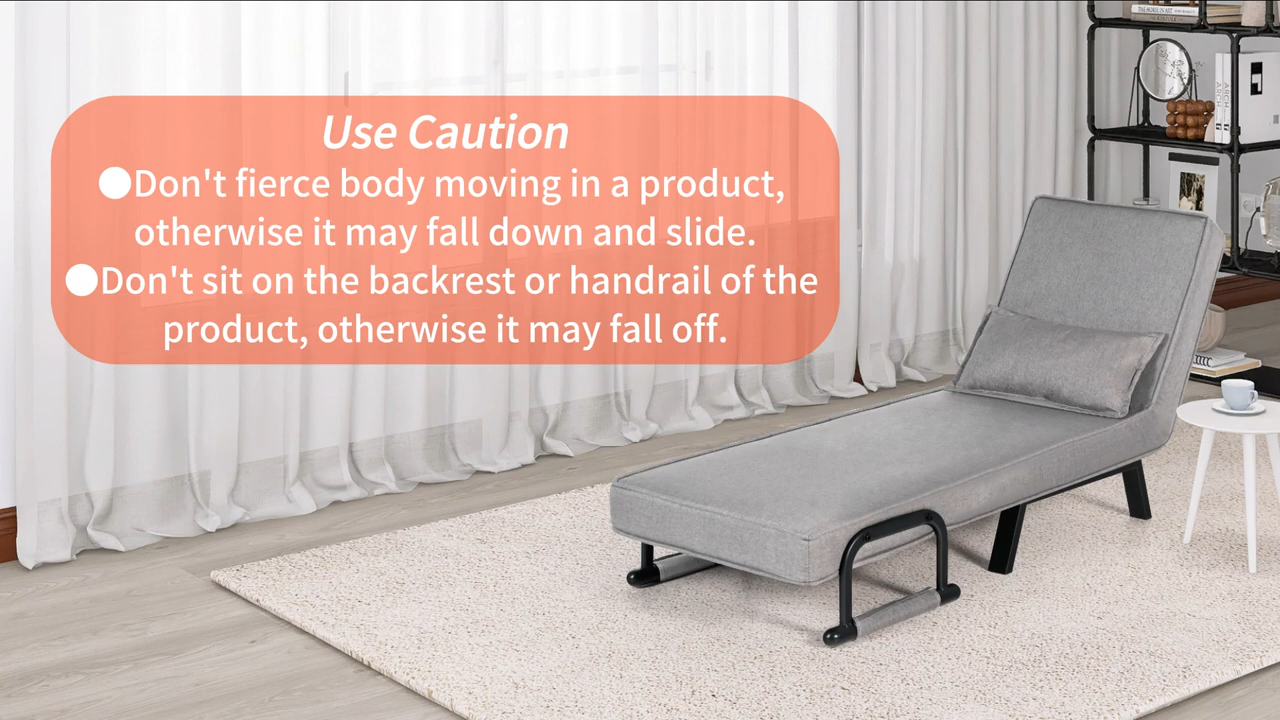 Use Caution
●Don't fierce body moving in a product,
otherwise it may fall down and slide.
●Don't sit on the backrest or handrail of the
product, otherwise it may fall off.